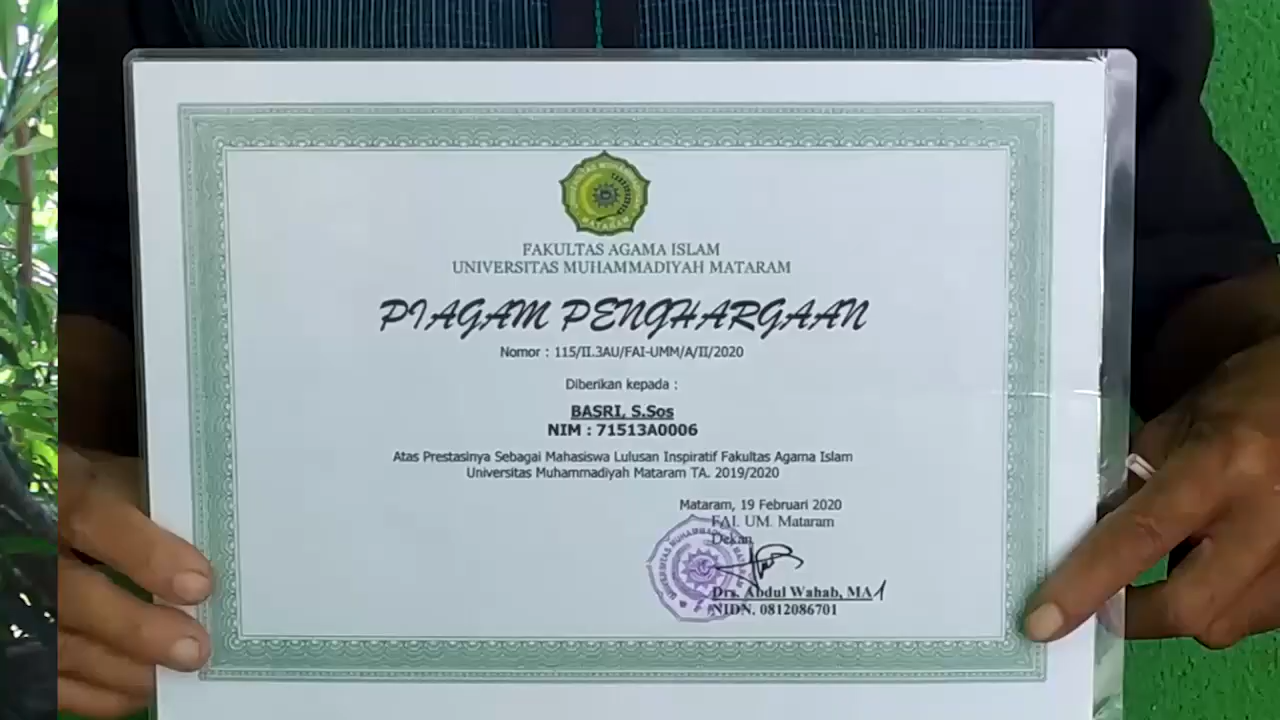 FAKULTAS AGAMA ISLAM
UNIVERSITAS MUHAMMADIYAH MATARAM
PIAGAM PENGHARGAAN
Nomor : 115/II.3AU/FAI-UMM/A/II/2020
Diberikan kepada :
BASRI, S.Sos
NIM : 71513A0006
Atas Prestasinya Sebagai Mahasiswa Lulusan Inspiratif Fakultas Agama Islam
Universitas Muhammadiyah Mataram TA. 2019/2020
Mataram, 19 Februari 2020
FAI. UM. Mataram
Dekan
Drs. Abdul Wahab, MA
NIDN. 0812086701